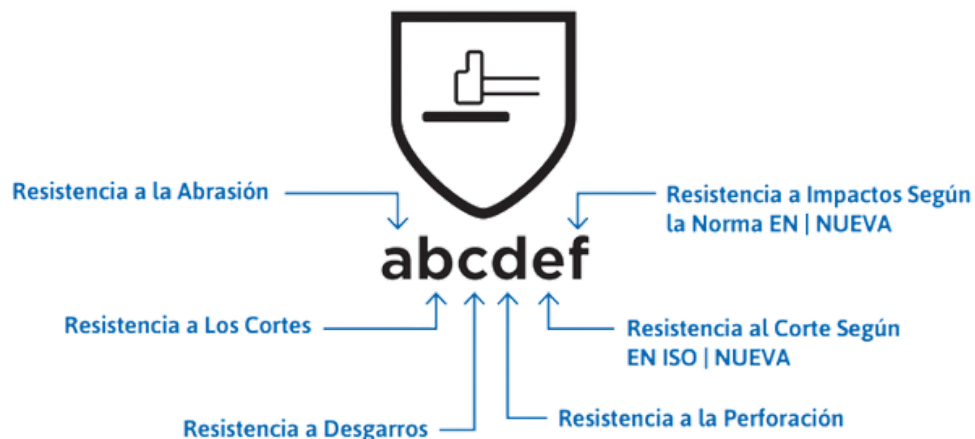 Resistencia a la Abrasión
Resistencia a Impactos Según
la Norma EN | NUEVA
abcdef
Resistencia a Los Cortes
Resistencia al Corte Según
EN ISO | NUEVA
Resistencia a Desgarros
Resistencia a la Perforación